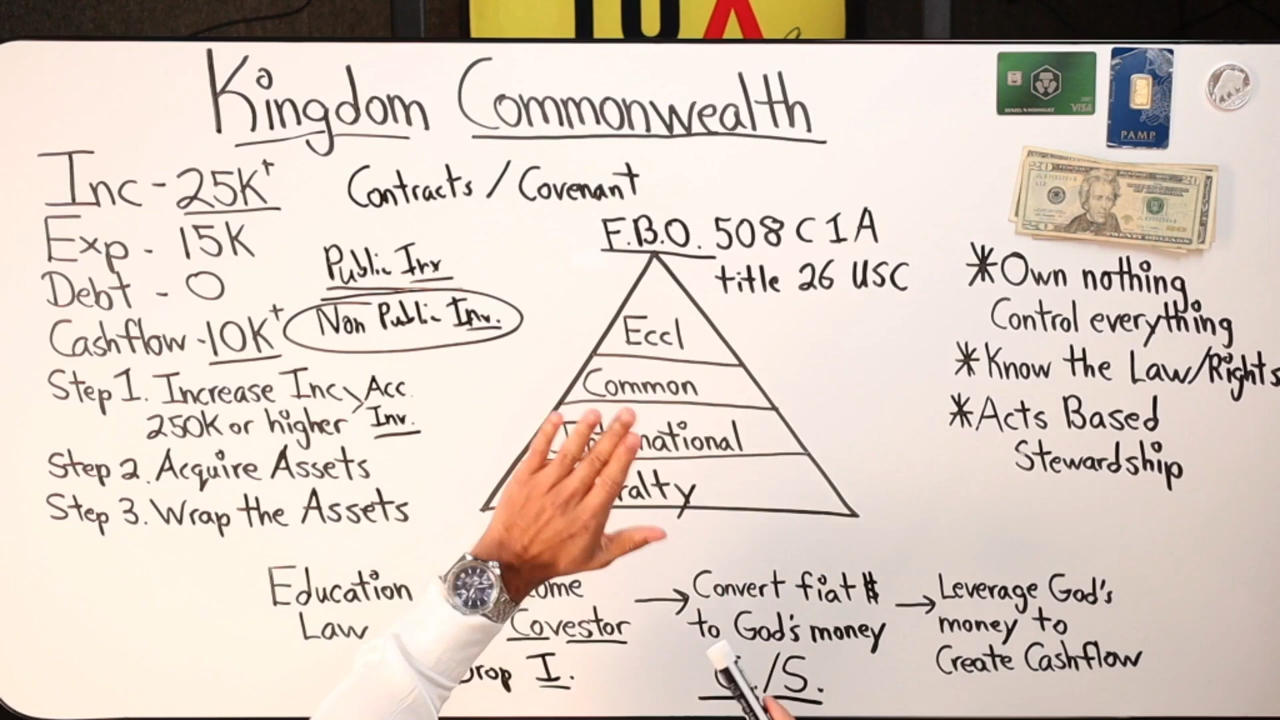 Kingdom Commonwealth
Inc - 25K+
Exp - 15K
Debt - 0
Cashflow - 10K+
Step 1. Increase Inc
250K or higher
Acc.
Inv.
Step 2. Acquire Assets
Step 3. Wrap the Assets
Contracts / Covenant
Public Inv
Non Public Inv.
F.B.O. 508 C 1 A
title 26 USC
Eccl
Common
national
ralty
VISA
PAMP
20
*Own nothing
Control everything
*Know the Law/Rights
*Acts Based
Stewardship
Education
Law
ome
Covestor
rop I.
→ Convert fiat $
to God's money
/S.
→ Leverage God's
money to
Create Cashflow